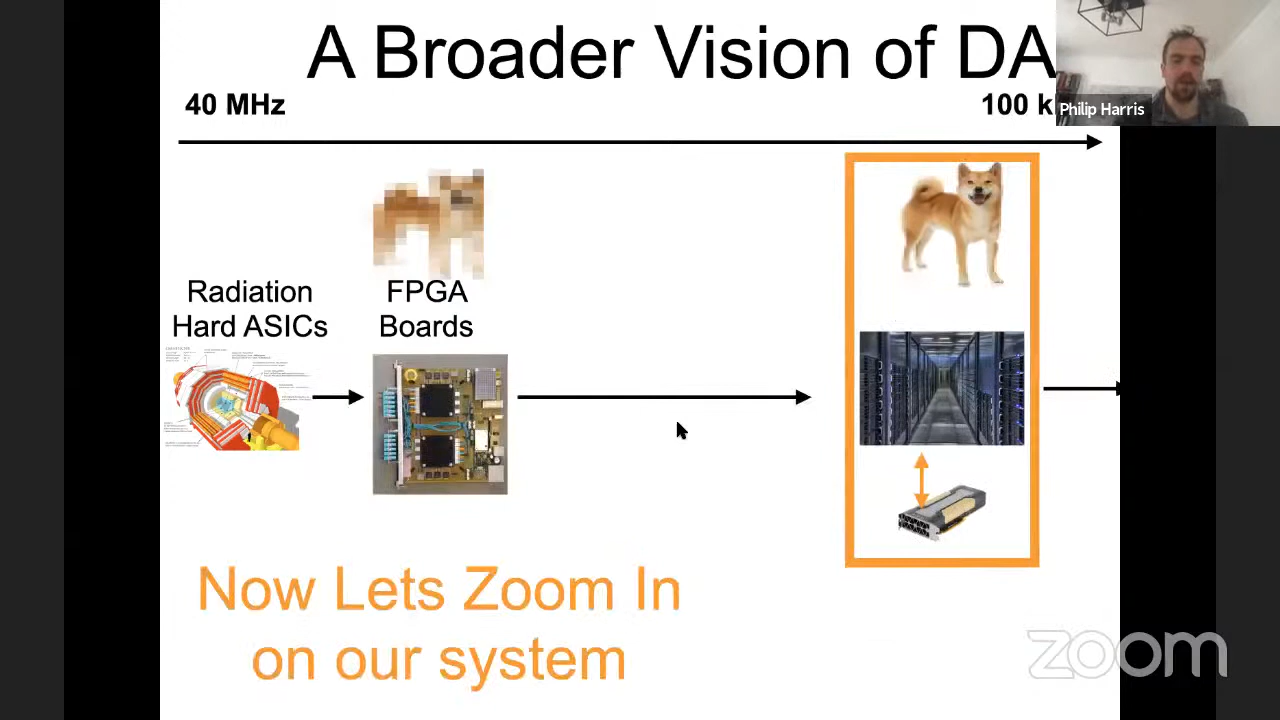 A Broader Vision of DA
40 MHz
100 k
Philip Harris
Radiation
Hard ASICs
FPGA
Boards
Now Lets Zoom In
on our system
zoom